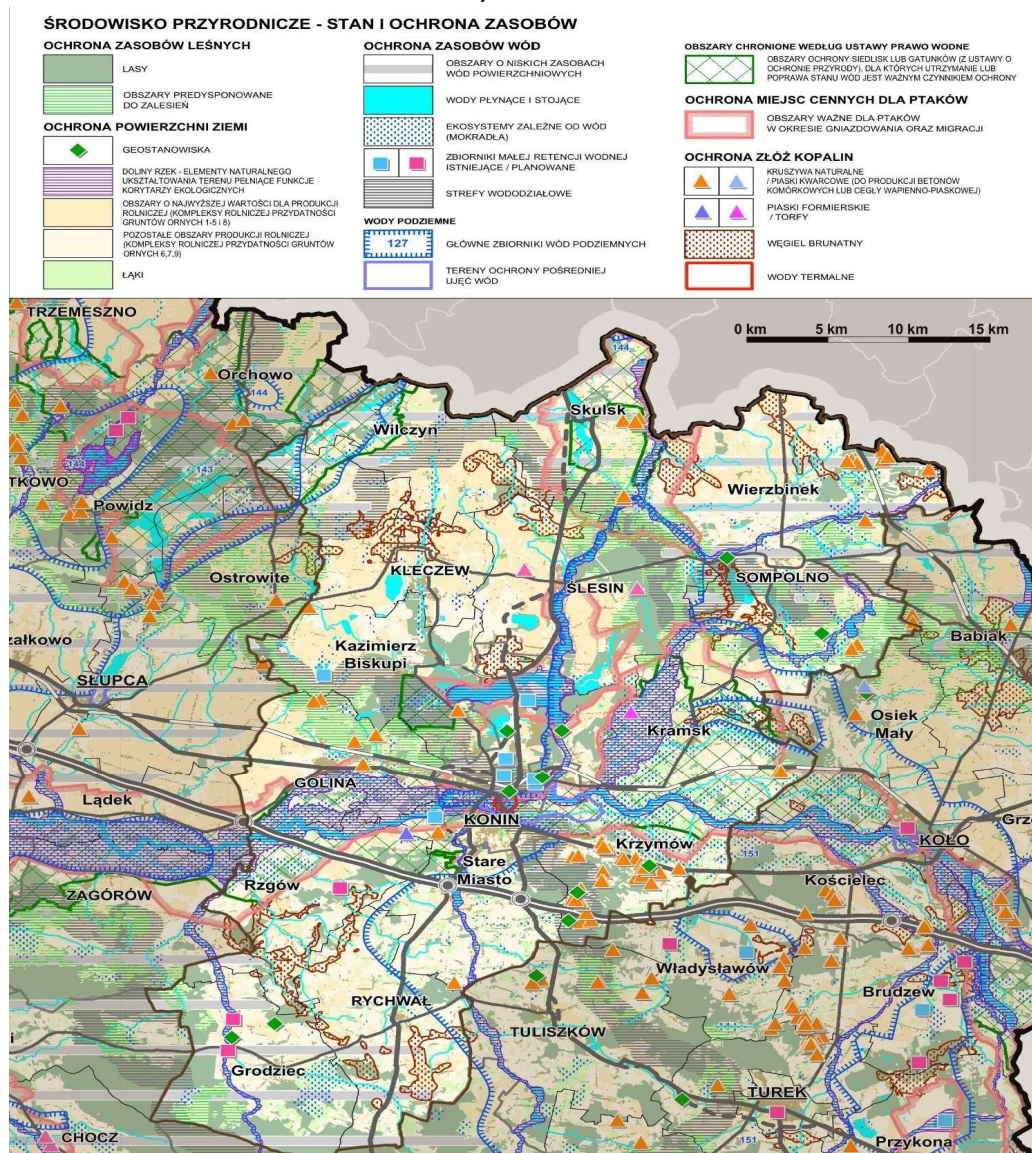 ŚRODOWISKO PRZYRODNICZE - STAN I OCHRONA ZASOBÓW
OCHRONA ZASOBÓW LEŚNYCH
LASY
OBSZARY PREDYSPONOWANE
DO ZALESIEŃ
OCHRONA POWIERZCHNI ZIEMI
GEOSTANOWISKA
DOLINY RZEK - ELEMENTY NATURALNEGO
UKSZTAŁTOWANIA TERENU PEŁNIĄCE FUNKCJE
KORYTARZY EKOLOGICZNYCH
OBSZARY O NAJWYŻSZEJ WARTOŚCI DLA PRODUKCJI
ROLNICZEJ (KOMPLEKSY ROLNICZEJ PRZYDATNOŚCI
GRUNTÓW ORNYCH 1-5 i 8)
POZOSTAŁE OBSZARY PRODUKCJI ROLNICZEJ
(KOMPLEKSY ROLNICZEJ PRZYDATNOŚCI GRUNTÓW
ORNYCH 6,7,9)
ŁĄKI
OCHRONA ZASOBÓW WÓD
OBSZARY O NISKICH ZASOBACH
WÓD POWIERZCHNIOWYCH
WODY PŁYNĄCE I STOJĄCE
EKOSYSTEMY ZALEŻNE OD WÓD
(MOKRADŁA)
ZBIORNIKI MAŁEJ RETENCJI WODNEJ
ISTNIEJĄCE / PLANOWANE
STREFY WODODZIAŁOWE
WODY PODZIEMNE
127
GŁÓWNE ZBIORNIKI WÓD PODZIEMNYCH
TERENY OCHRONY POŚREDNIEJ
UJĘĆ WÓD
OBSZARY CHRONIONE WEDŁUG USTAWY PRAWO WODNE
OBSZARY OCHRONY SIEDLISK LUB GATUNKÓW (Z USTAWY O
OCHRONIE PRZYRODY), DLA KTÓRYCH UTRZYMANIE LUB
POPRAWA STANU WÓD JEST WAŻNYM CZYNNIKIEM OCHRONY
OCHRONA MIEJSC CENNYCH DLA PTAKÓW
OBSZARY WAŻNE DLA PTAKÓW
W OKRESIE GNIAZDOWANIA ORAZ MIGRACJI
OCHRONA ZŁÓŻ KOPALIN
KRUSZYWA NATURALNE
/ PIASKI KWARCOWE (DO PRODUKCJI BETONÓW
KOMÓRKOWYCH LUB CEGŁY WAPIENNO-PIASKOWEJ)
PIASKI FORMIERSKIE
/ TORFY
WĘGIEL BRUNATNY
WODY TERMALNE
TRZEMESZNO
0 km 5 km 10 km 15 km
144
Orchowo
144
Skulsk
Wilczyn
144
143
TKOWO
Powidz
Wierzbinek
Ostrowite
KLECZEW
ŚLESIN
SOMPOLNO
załkowo
Kazimierz
Biskupi
Babiak
SŁUPCA
Kramsk
Osiek
Mały
Lądek
GOLINA
KONIN
KOŁO
Grz
Krzymów
151
Stare
Miasto
ZAGÓRÓW
Rzgów
Kościelec
Władysławów
Brudzew
RYCHWAŁ
TULISZKÓW
i
Grodziec
TUREK
CHOCZ
151
Przykona